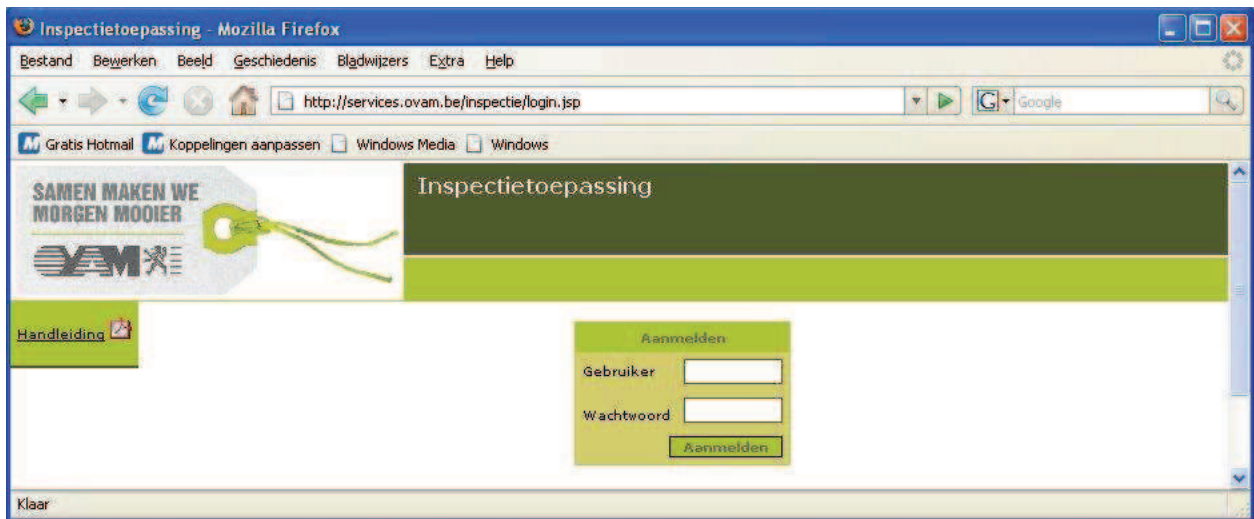 Inspectietoepassing - Mozilla Firefox
Bestand Bewerken Beeld Geschiedenis Bladwijzers Extra Help
http://services.ovam.be/inspectie/login.jsp G Google
Gratis Hotmail Koppelingen aanpassen Windows Media Windows
SAMEN MAKEN WE
MORGEN MOOIER
OVAM
Inspectietoepassing
Handleiding
Aanmelden
Gebruiker
Wachtwoord
Aanmelden
Klaar